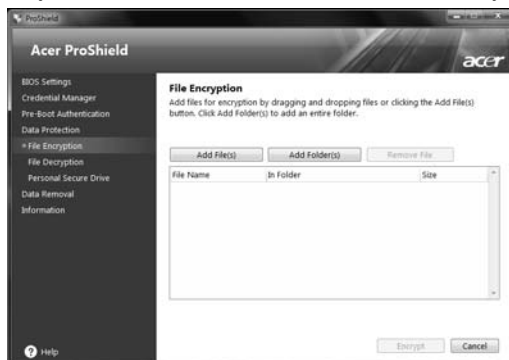 ProShield
Acer ProShield
acer
BIOS Settings
Credential Manager
Pre-Boot Authentication
Data Protection
File Encryption
File Decryption
Personal Secure Drive
Data Removal
Information
Help
File Encryption
Add files for encryption by dragging and dropping files or clicking the Add File(s)
button. Click Add Folder(s) to add an entire folder.
Add File(s) Add Folder(s) Remove File
File Name In Folder Size
Encrypt Cancel